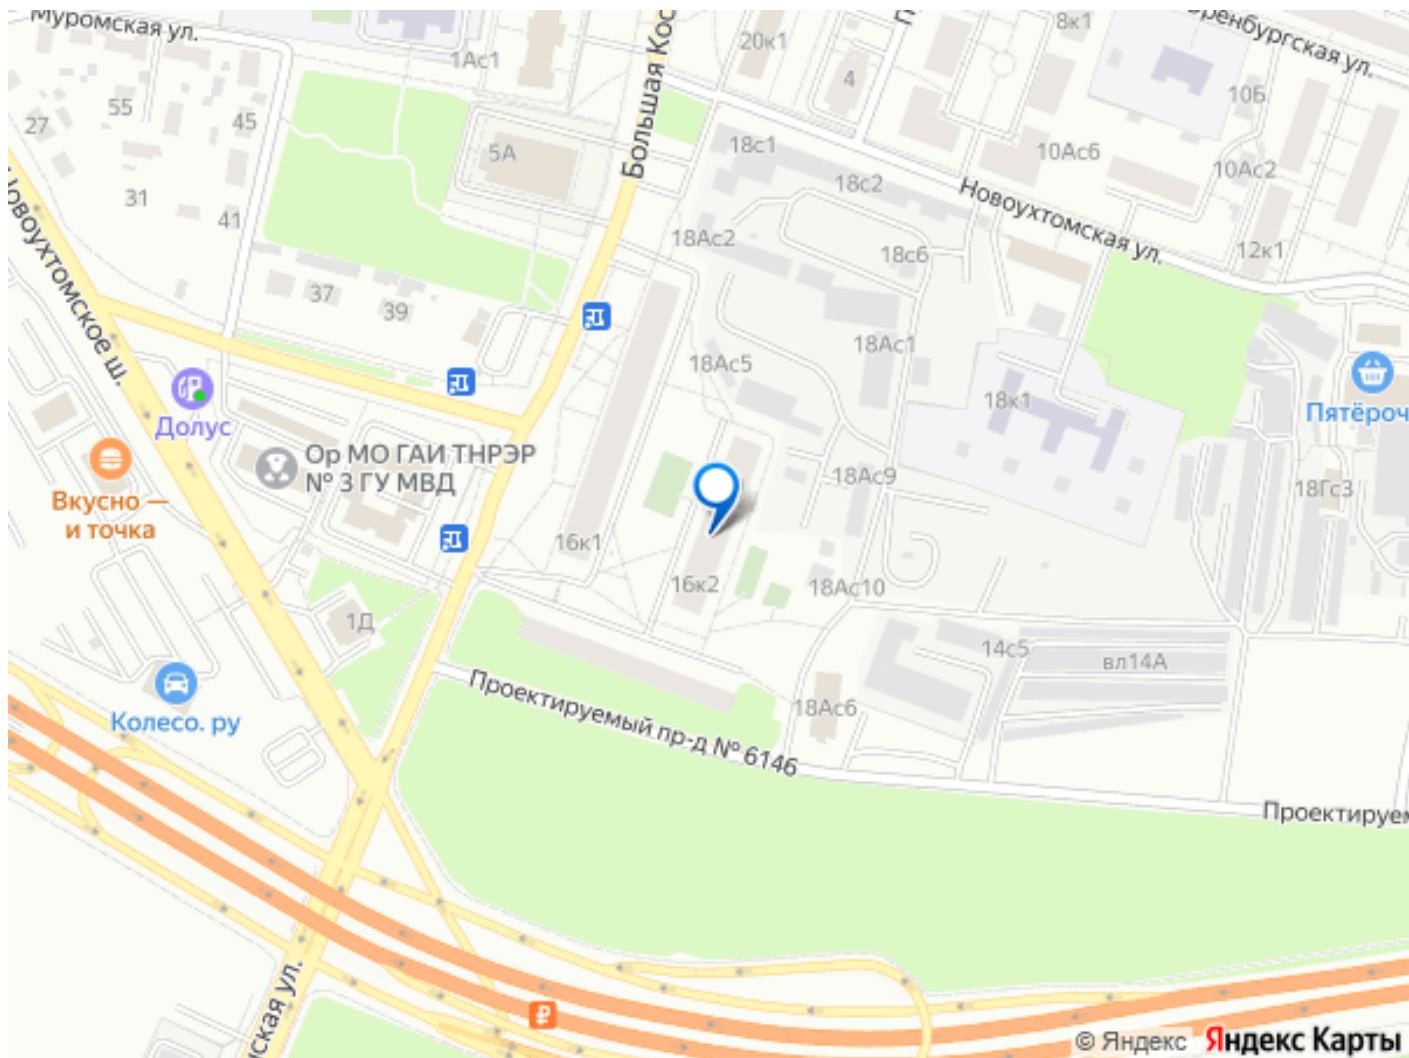 Муромская ул.
1Ас1
Большая Кос
20к1
8к1
Оренбургская ул.
4
10Б
27
55
45
5А
18с1
10Ас6
10Ас2
31
18с2
41
Новоухтомская ул.
18Ас2
18с6
12к1
Новоухтомское ш.
37
39
18Ас1
18Ас5
Пятёроч
Долус
18к1
Ор МО ГАИ ТНРЭР
№ 3 ГУ МВД
18Ас9
18Гс3
Вкусно —
и точка
16к1
16к2
18Ас10
1Д
14с5
вл14А
Проектируемый пр-д № 6146
18Ас6
Колесо. ру
Проектируем
нская ул.
₽
© Яндекс Яндекс Карты